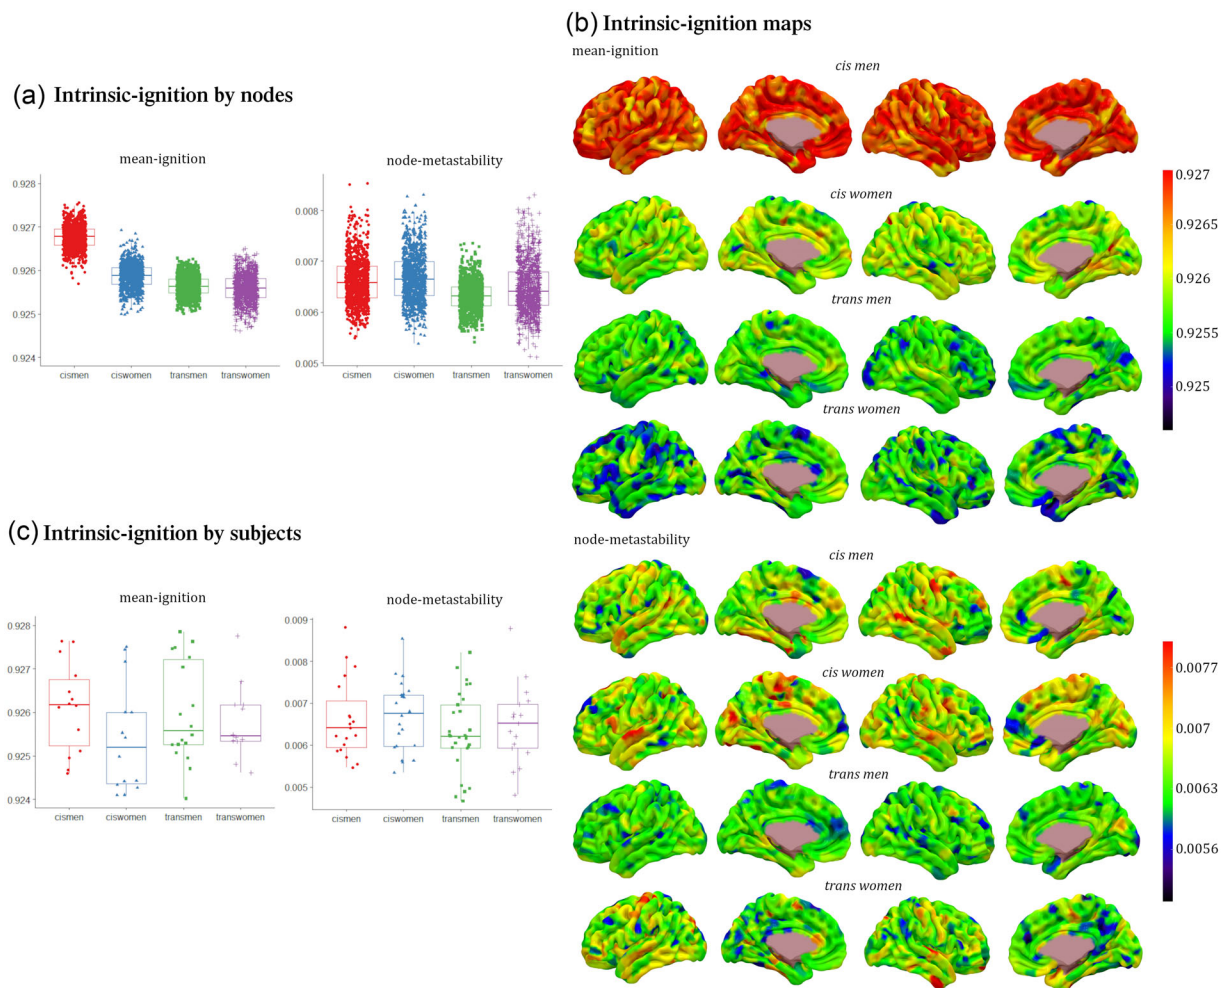 (a) Intrinsic-ignition by nodes
mean-ignition
0.928
0.927
0.926
0.925
0.924
cismen ciswomen transmen transwomen
node-metastability
0.008
0.007
0.006
0.005
cismen ciswomen transmen transwomen
(b) Intrinsic-ignition maps
mean-ignition
cis men
cis women
trans men
trans women
0.927
0.9265
0.926
0.9255
0.925
node-metastability
cis men
cis women
trans men
trans women
0.0077
0.007
0.0063
0.0056
(c) Intrinsic-ignition by subjects
mean-ignition
0.928
0.927
0.926
0.925
0.924
cismen ciswomen transmen transwomen
node-metastability
0.009
0.008
0.007
0.006
0.005
cismen ciswomen transmen transwomen